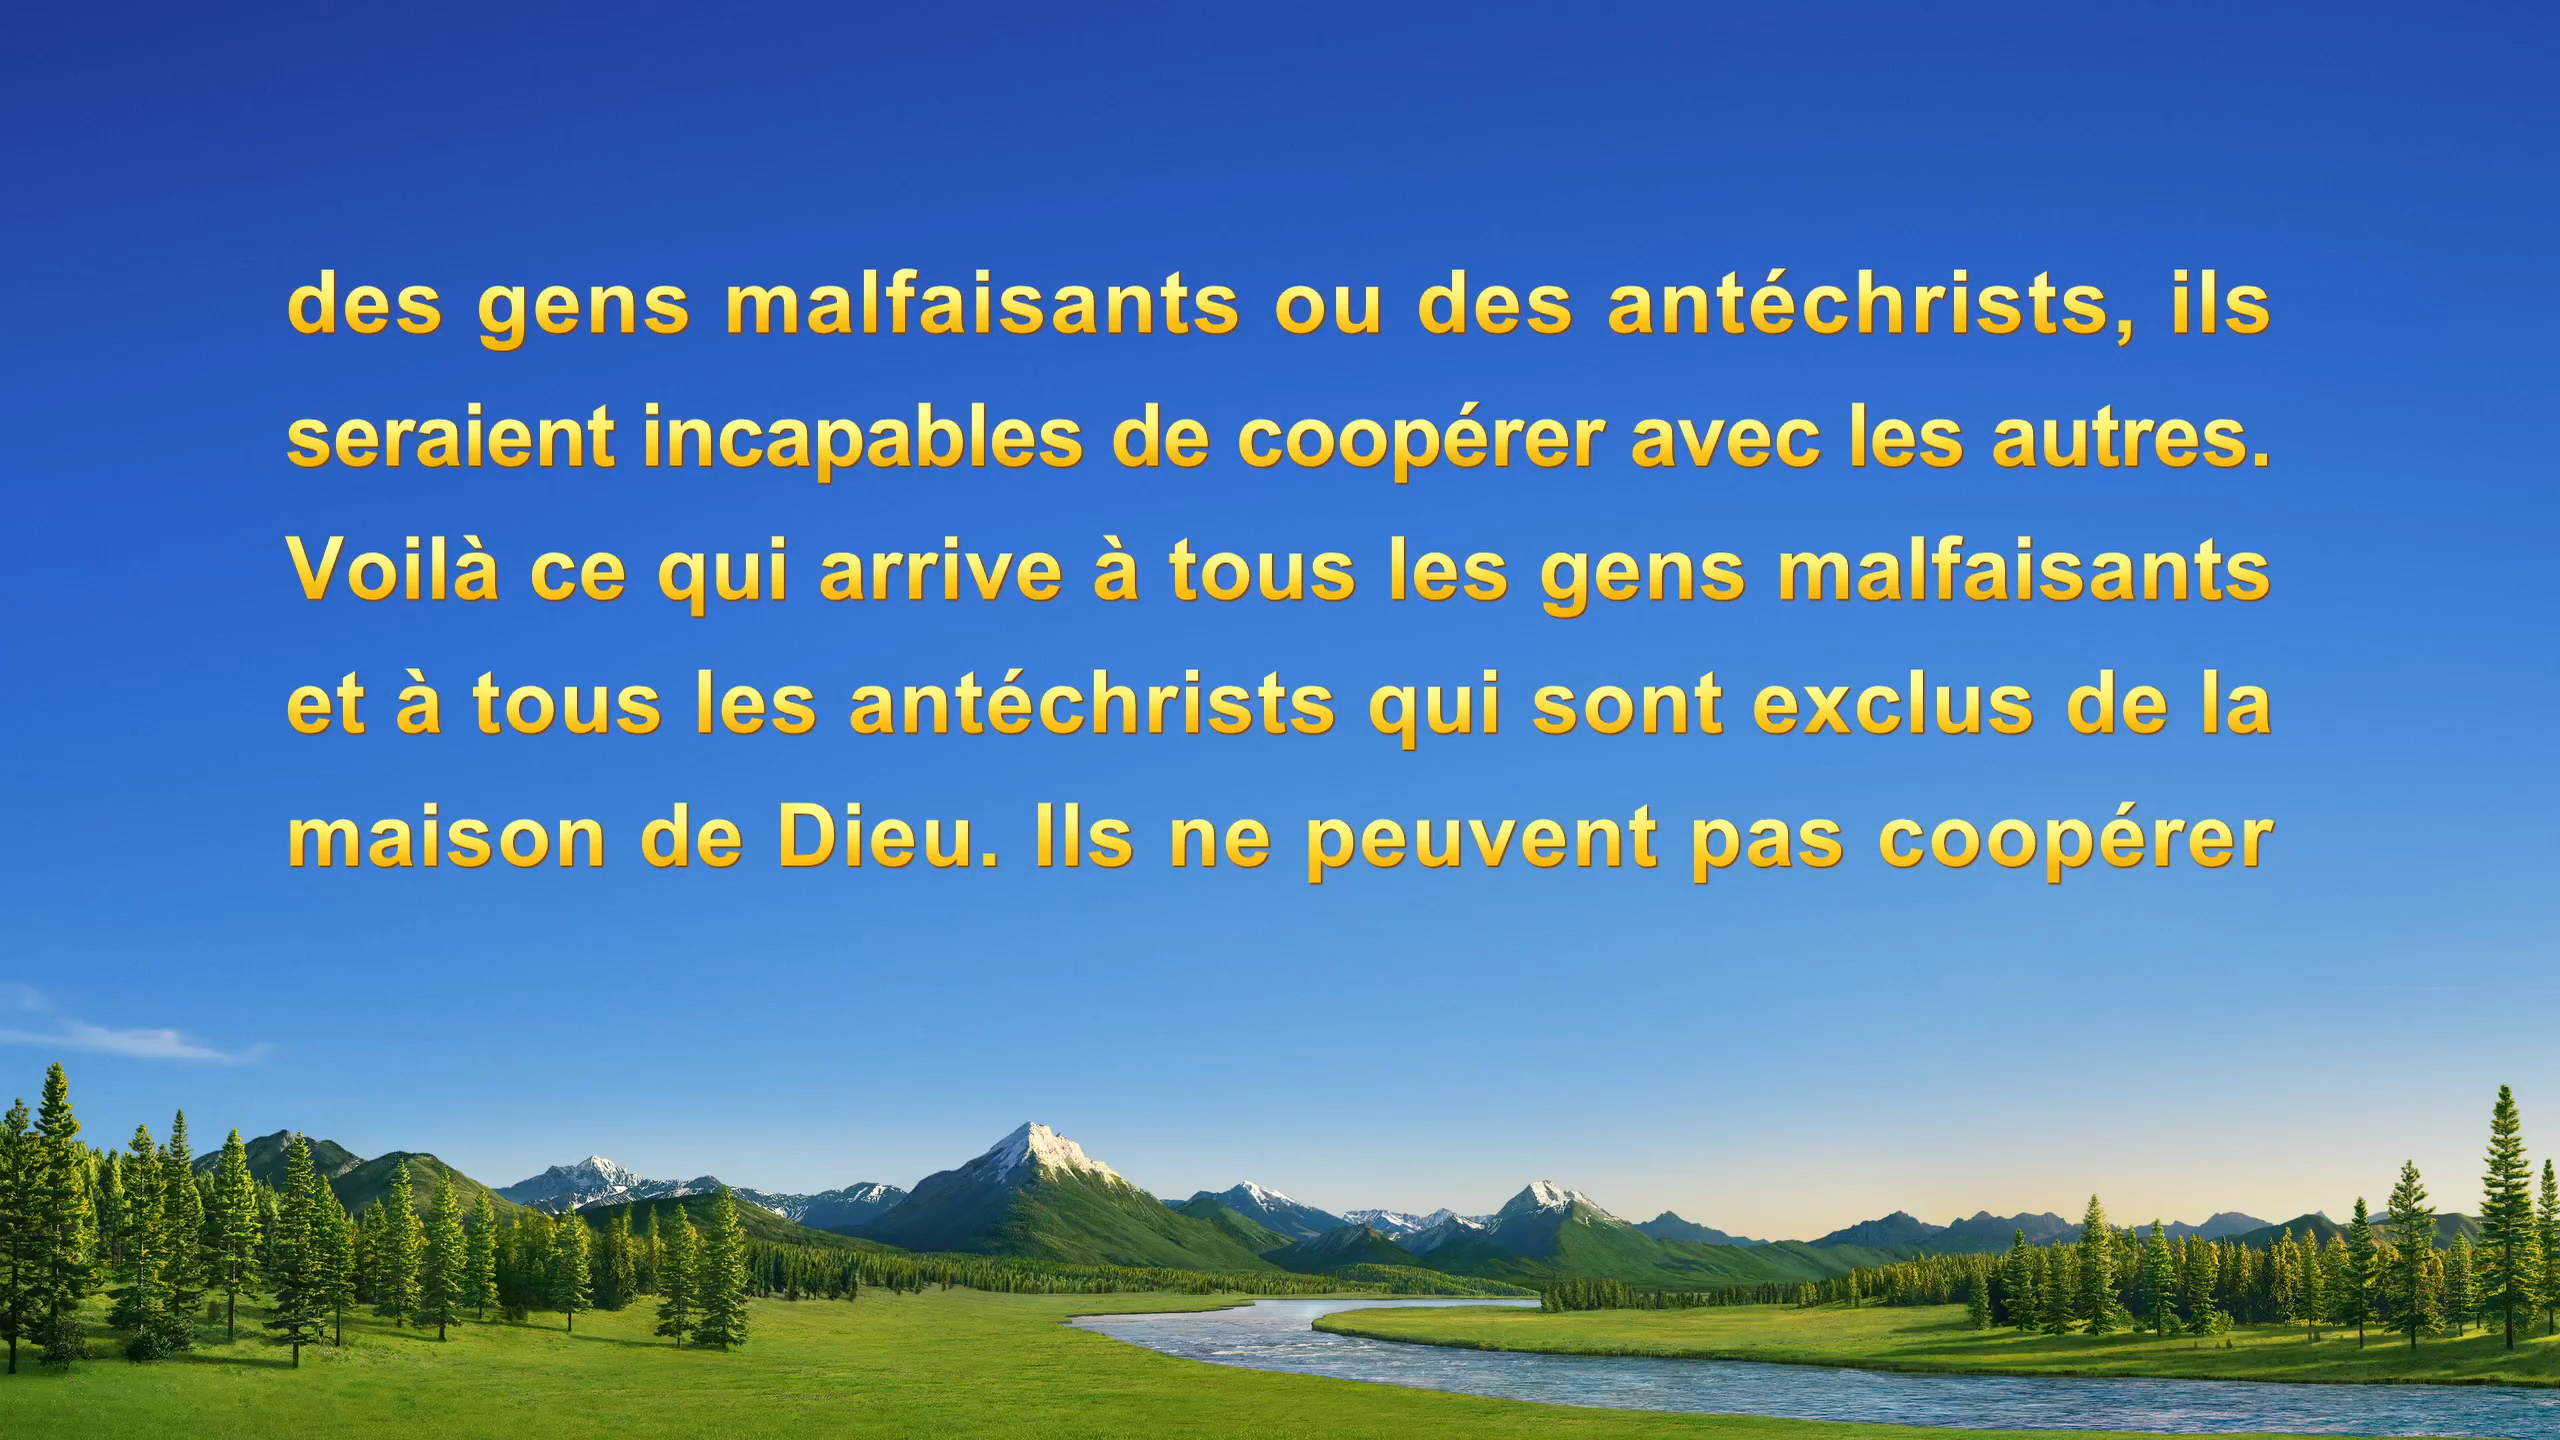 des gens malfaisants ou des antéchrists, ils
seraient incapables de coopérer avec les autres.
Voilà ce qui arrive à tous les gens malfaisants
et à tous les antéchrists qui sont exclus de la
maison de Dieu. Ils ne peuvent pas coopérer